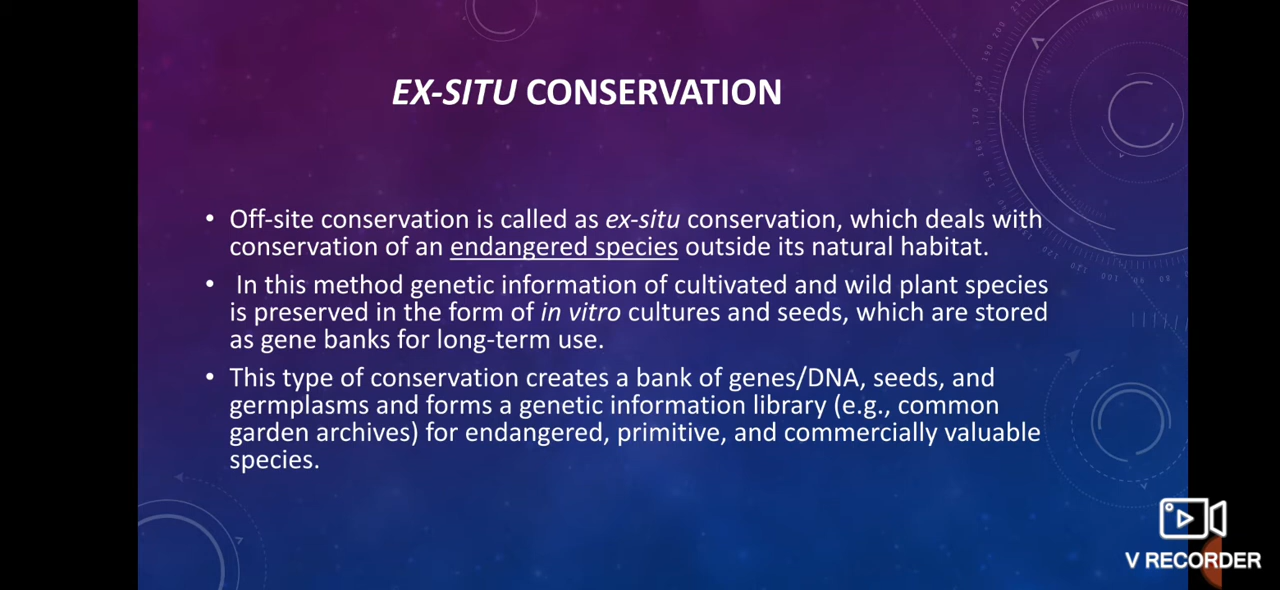 EX-SITU CONSERVATION
• Off-site conservation is called as ex-situ conservation, which deals with
conservation of an endangered species outside its natural habitat.
• In this method genetic information of cultivated and wild plant species
is preserved in the form of in vitro cultures and seeds, which are stored
as gene banks for long-term use.
• This type of conservation creates a bank of genes/DNA, seeds, and
germplasms and forms a genetic information library (e.g., common
garden archives) for endangered, primitive, and commercially valuable
species.
V RECORDER